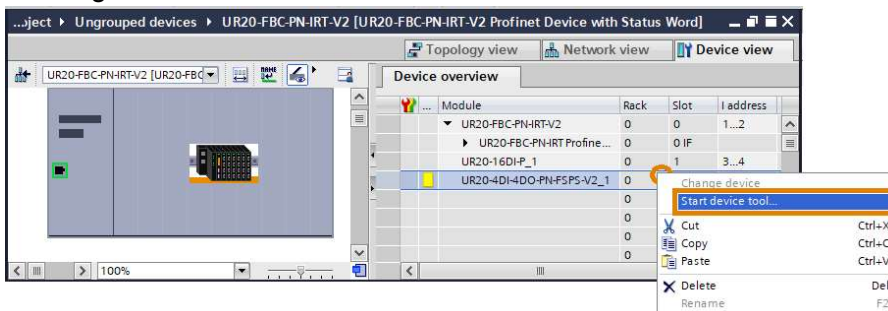 ...ject ▸ Ungrouped devices ▸ UR20-FBC-PN-IRT-V2 [UR20-FBC-PN-IRT-V2 Profinet Device with Status Word]
Topology view Network view Device view
UR20-FBC-PN-IRT-V2 [UR20-FBC
Device overview
... Module Rack Slot I address
UR20-FBC-PN-IRT-V2 0 0 1...2
UR20-FBC-PN-IRT Profine... 0 0 IF
UR20-16DI-P_1 0 1 3...4
UR20-4DI-4DO-PN-FSPS-V2_1 0
0
0
0
0
100%
Change device
Start device tool...
Cut Ctrl+X
Copy Ctrl+C
Paste Ctrl+V
Delete Del
Rename F2